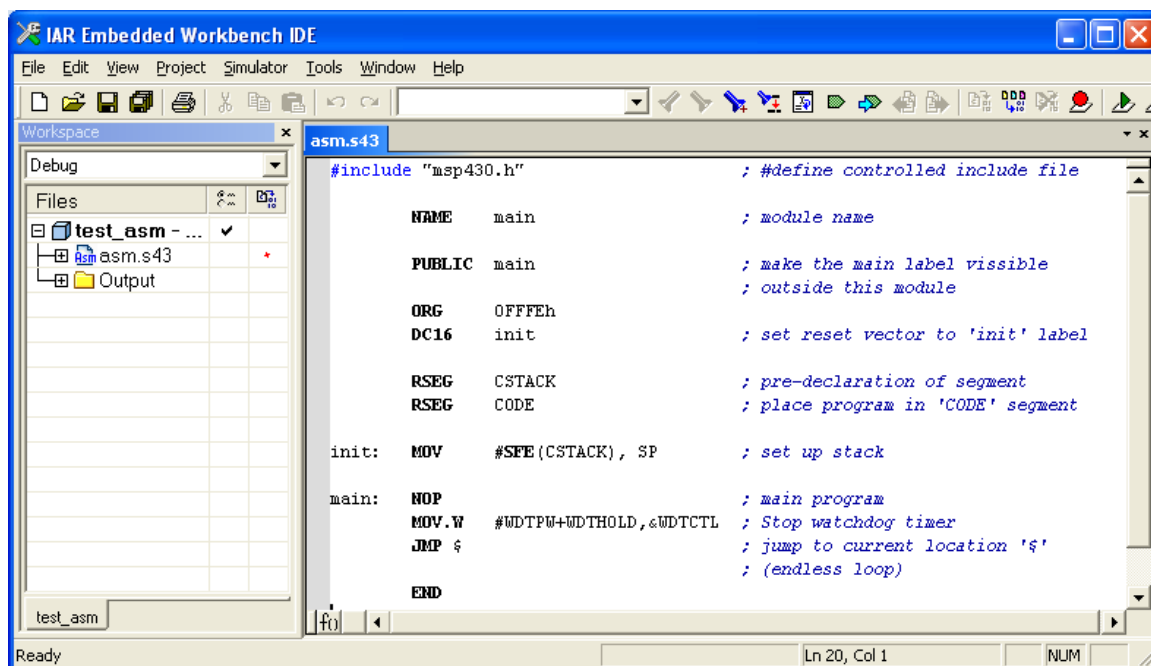 IAR Embedded Workbench IDE
File Edit View Project Simulator Tools Window Help
Workspace
Debug
Files
test_asm - ...
asm.s43
Output
test_asm
asm.s43
#include "msp430.h" ; #define controlled include file
NAME main ; module name
PUBLIC main ; make the main label vissible
; outside this module
ORG 0FFFEh
DC16 init ; set reset vector to 'init' label
RSEG CSTACK ; pre-declaration of segment
RSEG CODE ; place program in 'CODE' segment
init: MOV #SFE(CSTACK), SP ; set up stack
main: NOP ; main program
MOV.W #WDTPW+WDTHOLD,&WDTCTL ; Stop watchdog timer
JMP $ ; jump to current location '$'
; (endless loop)
END
f()
Ready Ln 20, Col 1 NUM